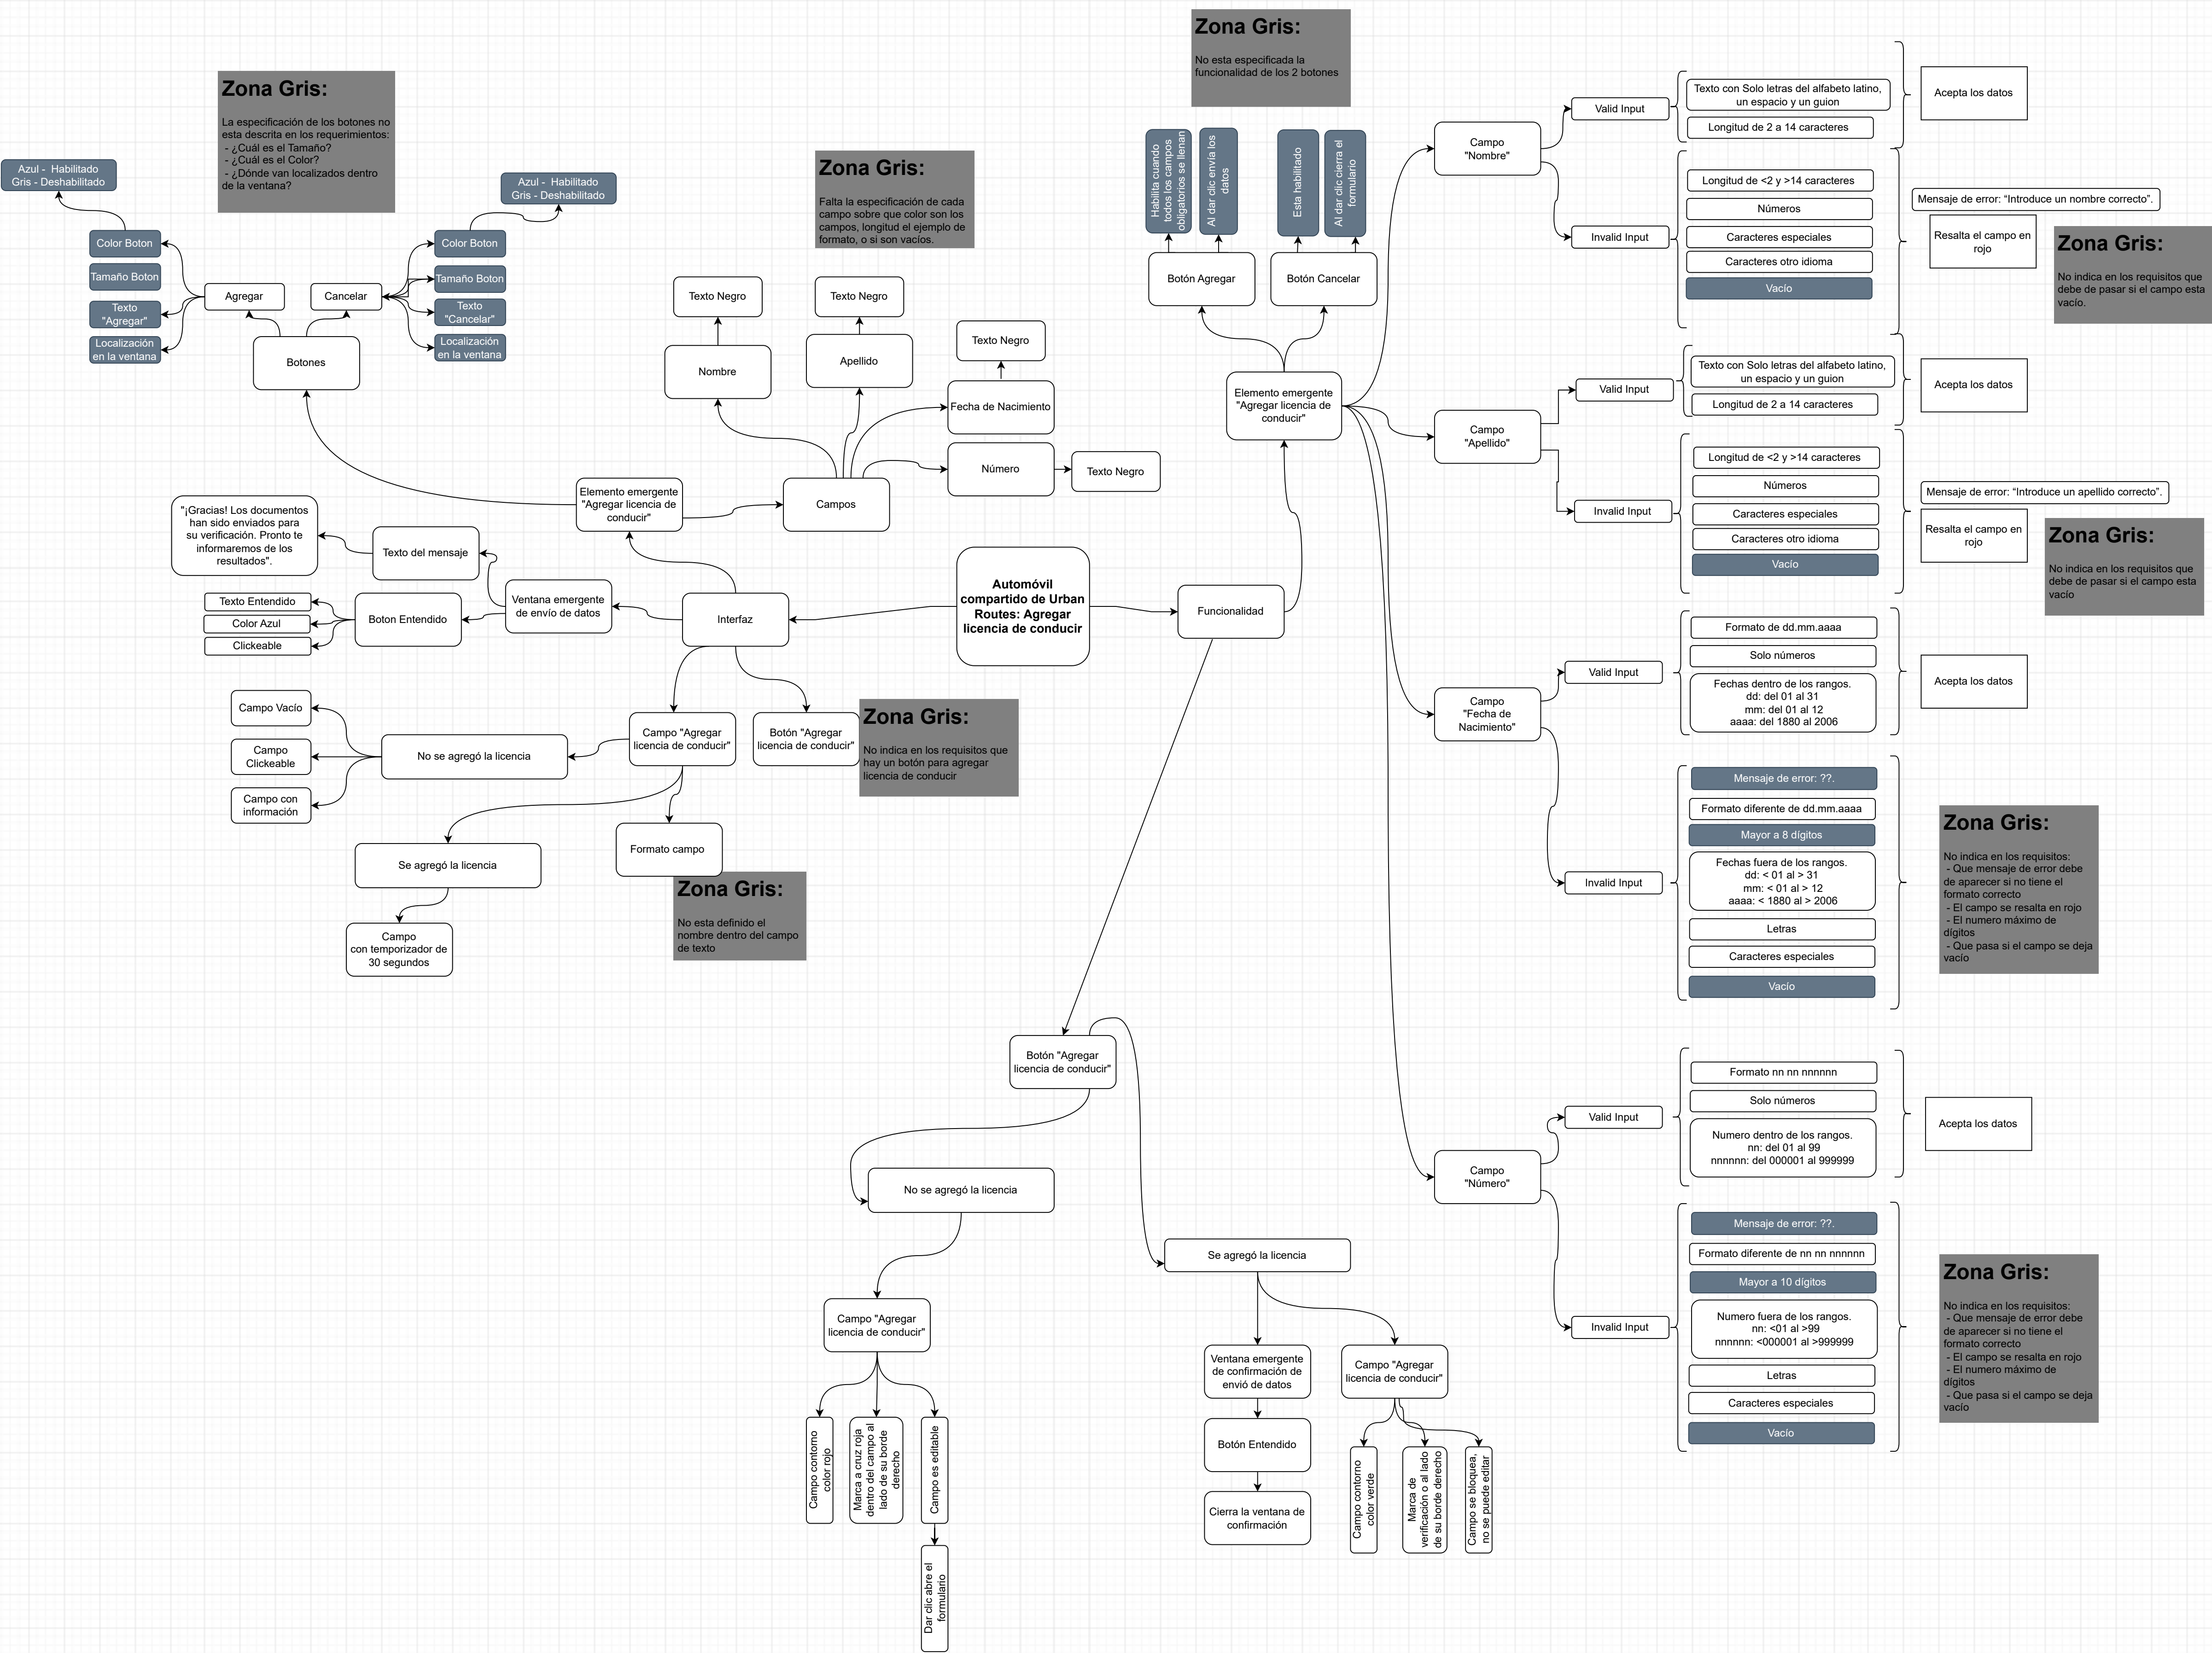 Zona Gris:
No esta especificada la
funcionalidad de los 2 botones
Zona Gris:
La especificación de los botones no
esta descrita en los requerimientos:
- ¿Cuál es el Tamaño?
- ¿Cuál es el Color?
- ¿Dónde van localizados dentro
de la ventana?
Azul - Habilitado
Gris - Deshabilitado
Azul - Habilitado
Gris - Deshabilitado
Color Boton
Tamaño Boton
Texto
"Agregar"
Localización
en la ventana
Agregar
Cancelar
Color Boton
Tamaño Boton
Texto
"Cancelar"
Localización
en la ventana
Botones
Zona Gris:
Falta la especificación de cada
campo sobre que color son los
campos, longitud el ejemplo de
formato, o si son vacíos.
Texto Negro
Texto Negro
Texto Negro
Nombre
Apellido
Fecha de Nacimiento
Número
Texto Negro
Elemento emergente
"Agregar licencia de
conducir"
Campos
"¡Gracias! Los documentos
han sido enviados para
su verificación. Pronto te
informaremos de los
resultados".
Texto del mensaje
Texto Entendido
Color Azul
Clickeable
Boton Entendido
Ventana emergente
de envío de datos
Interfaz
Automóvil
compartido de Urban
Routes: Agregar
licencia de conducir
Funcionalidad
Campo Vacío
Campo
Clickeable
Campo con
información
No se agregó la licencia
Campo "Agregar
licencia de conducir"
Botón "Agregar
licencia de conducir"
Zona Gris:
No indica en los requisitos que
hay un botón para agregar
licencia de conducir
Se agregó la licencia
Formato campo
Zona Gris:
No esta definido el
nombre dentro del campo
de texto
Campo
con temporizador de
30 segundos
Habilita cuando
todos los campos
obligatorios se llenan
Al dar clic envía los
datos
Esta habilitado
Al dar clic cierra el
formulario
Botón Agregar
Botón Cancelar
Elemento emergente
"Agregar licencia de
conducir"
Campo
"Nombre"
Valid Input
Texto con Solo letras del alfabeto latino,
un espacio y un guion
Longitud de 2 a 14 caracteres
Acepta los datos
Invalid Input
Longitud de <2 y >14 caracteres
Números
Caracteres especiales
Caracteres otro idioma
Vacío
Mensaje de error: “Introduce un nombre correcto”.
Resalta el campo en
rojo
Zona Gris:
No indica en los requisitos que
debe de pasar si el campo esta
vacío.
Campo
"Apellido"
Valid Input
Texto con Solo letras del alfabeto latino,
un espacio y un guion
Longitud de 2 a 14 caracteres
Acepta los datos
Invalid Input
Longitud de <2 y >14 caracteres
Números
Caracteres especiales
Caracteres otro idioma
Vacío
Mensaje de error: “Introduce un apellido correcto”.
Resalta el campo en
rojo
Zona Gris:
No indica en los requisitos que
debe de pasar si el campo esta
vacío
Campo
"Fecha de
Nacimiento"
Valid Input
Formato de dd.mm.aaaa
Solo números
Fechas dentro de los rangos.
dd: del 01 al 31
mm: del 01 al 12
aaaa: del 1880 al 2006
Acepta los datos
Invalid Input
Mensaje de error: ??.
Formato diferente de dd.mm.aaaa
Mayor a 8 dígitos
Fechas fuera de los rangos.
dd: < 01 al > 31
mm: < 01 al > 12
aaaa: < 1880 al > 2006
Letras
Caracteres especiales
Vacío
Zona Gris:
No indica en los requisitos:
- Que mensaje de error debe
de aparecer si no tiene el
formato correcto
- El campo se resalta en rojo
- El numero máximo de
dígitos
- Que pasa si el campo se deja
vacío
Campo
"Número"
Valid Input
Formato nn nn nnnnnn
Solo números
Numero dentro de los rangos.
nn: del 01 al 99
nnnnnn: del 000001 al 999999
Acepta los datos
Invalid Input
Mensaje de error: ??.
Formato diferente de nn nn nnnnnn
Mayor a 10 dígitos
Numero fuera de los rangos.
nn: <01 al >99
nnnnnn: <000001 al >999999
Letras
Caracteres especiales
Vacío
Zona Gris:
No indica en los requisitos:
- Que mensaje de error debe
de aparecer si no tiene el
formato correcto
- El campo se resalta en rojo
- El numero máximo de
dígitos
- Que pasa si el campo se deja
vacío
Botón "Agregar
licencia de conducir"
No se agregó la licencia
Campo "Agregar
licencia de conducir"
Campo contorno
color rojo
Marca a cruz roja
dentro del campo al
lado de su borde
derecho
Campo es editable
Dar clic abre el
formulario
Se agregó la licencia
Ventana emergente
de confirmación de
envió de datos
Botón Entendido
Cierra la ventana de
confirmación
Campo "Agregar
licencia de conducir"
Campo contorno
color verde
Marca de
verificación o al lado
de su borde derecho
Campo se bloquea,
no se puede editar